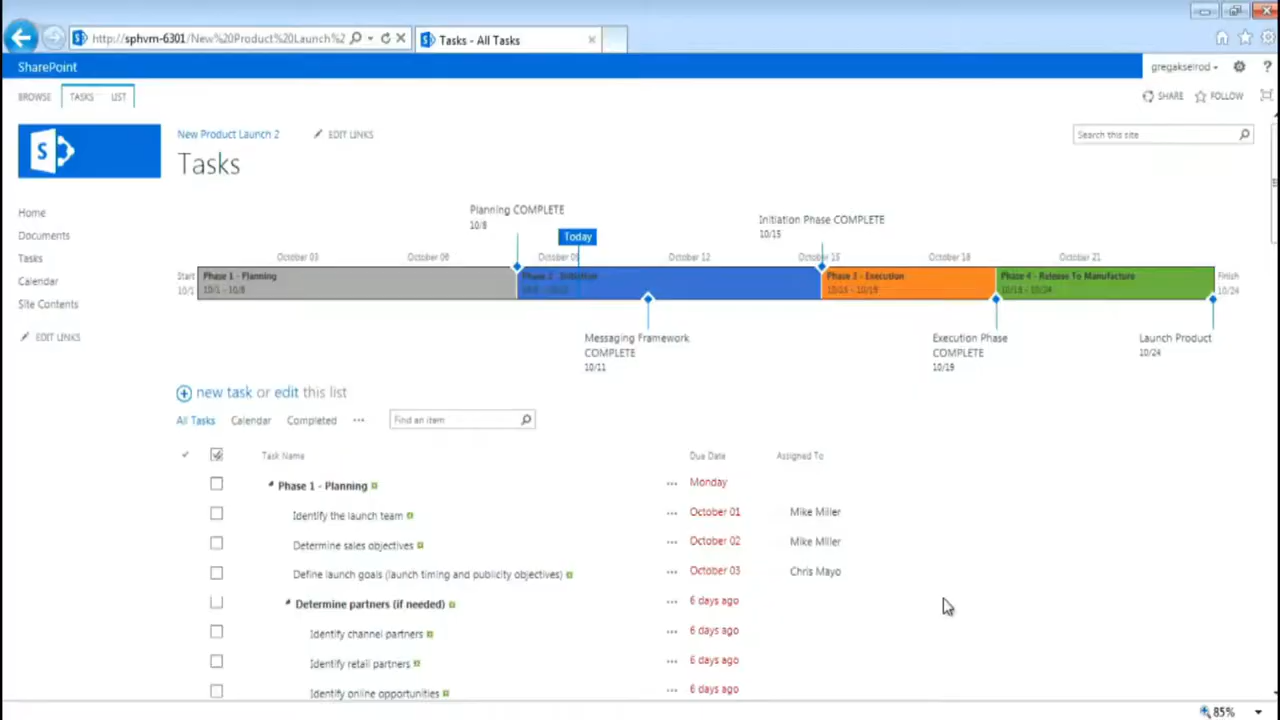 http://sphvm-6301/New%20Product%20Launch%2
Tasks - All Tasks
SharePoint
gregakselrod
?
BROWSE
TASKS
LIST
SHARE
FOLLOW
S
New Product Launch 2
EDIT LINKS
Search this site
Tasks
Home
Documents
Tasks
Calendar
Site Contents
EDIT LINKS
Planning COMPLETE
10/8
Today
Initiation Phase COMPLETE
10/15
October 03
October 06
October 09
October 12
October 15
October 18
October 21
Start
10/1
Phase 1 - Planning
10/1 - 10/8
Phase 2 - Initiation
Phase 3 - Execution
Phase 4 - Release To Manufacture
Finish
10/24
Messaging Framework
COMPLETE
10/11
Execution Phase
COMPLETE
10/19
Launch Product
10/24
new task or edit this list
All Tasks
Calendar
Completed
...
Find an item
Task Name
Due Date
Assigned To
Phase 1 - Planning ... Monday
Identify the launch team ... October 01 Mike Miller
Determine sales objectives ... October 02 Mike Miller
Define launch goals (launch timing and publicity objectives) ... October 03 Chris Mayo
Determine partners (if needed) ... 6 days ago
Identify channel partners ... 6 days ago
Identify retail partners ... 6 days ago
Identify online opportunities ... 6 days ago
85%